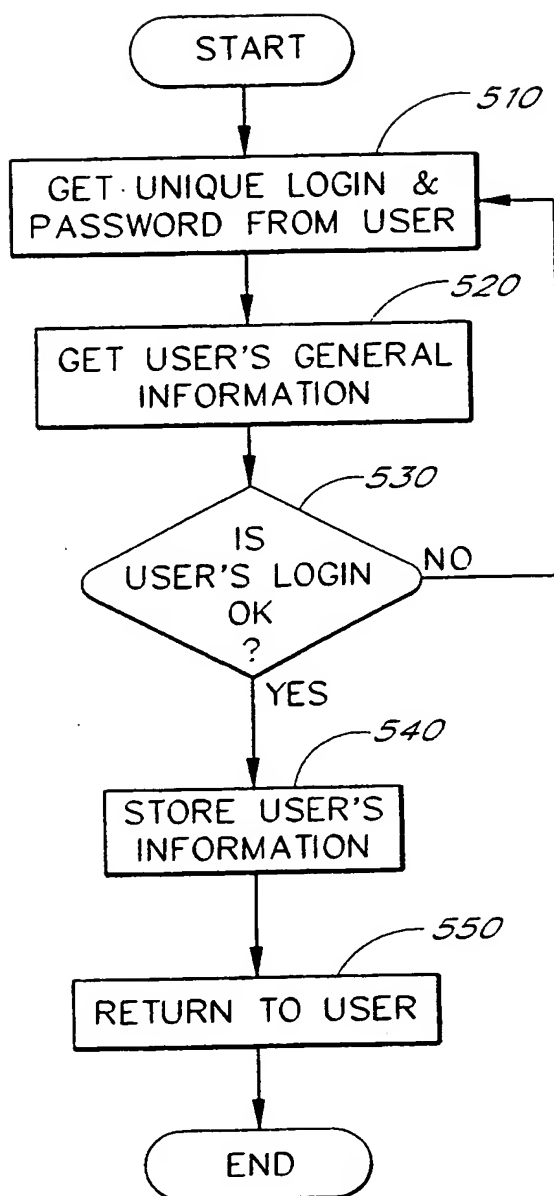 START
510
GET UNIQUE LOGIN &
PASSWORD FROM USER
520
GET USER'S GENERAL
INFORMATION
530
IS
USER'S LOGIN
OK
?
NO
YES
540
STORE USER'S
INFORMATION
550
RETURN TO USER
END